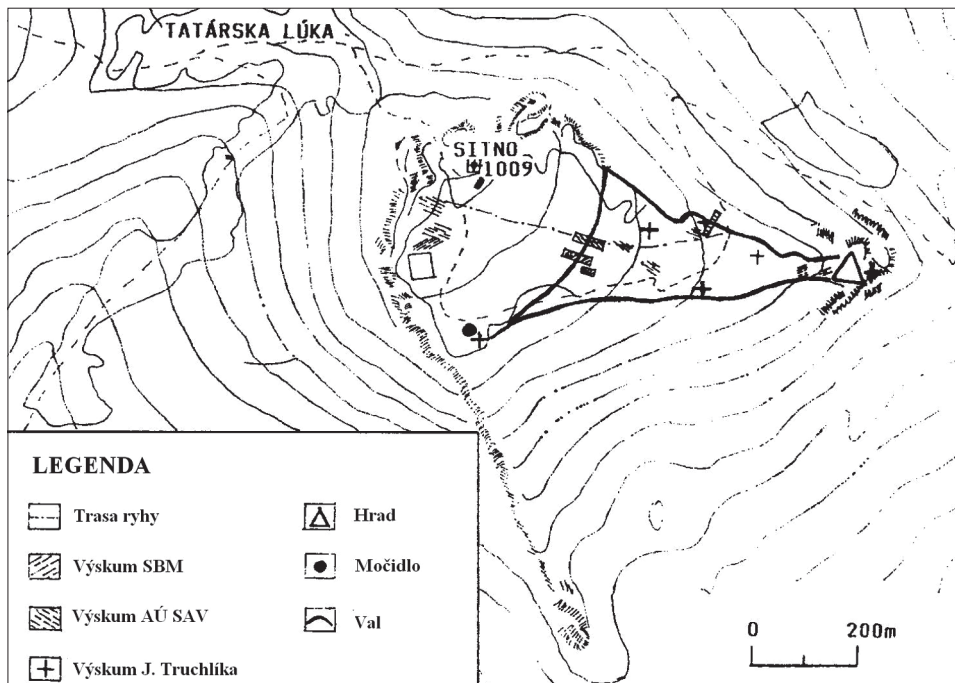 TATÁRSKA LÚKA
SITNO
1009
LEGENDA
Trasa ryhy
Výskum SBM
Výskum AÚ SAV
Výskum J. Truchlíka
Hrad
Močidlo
Val
0 200m